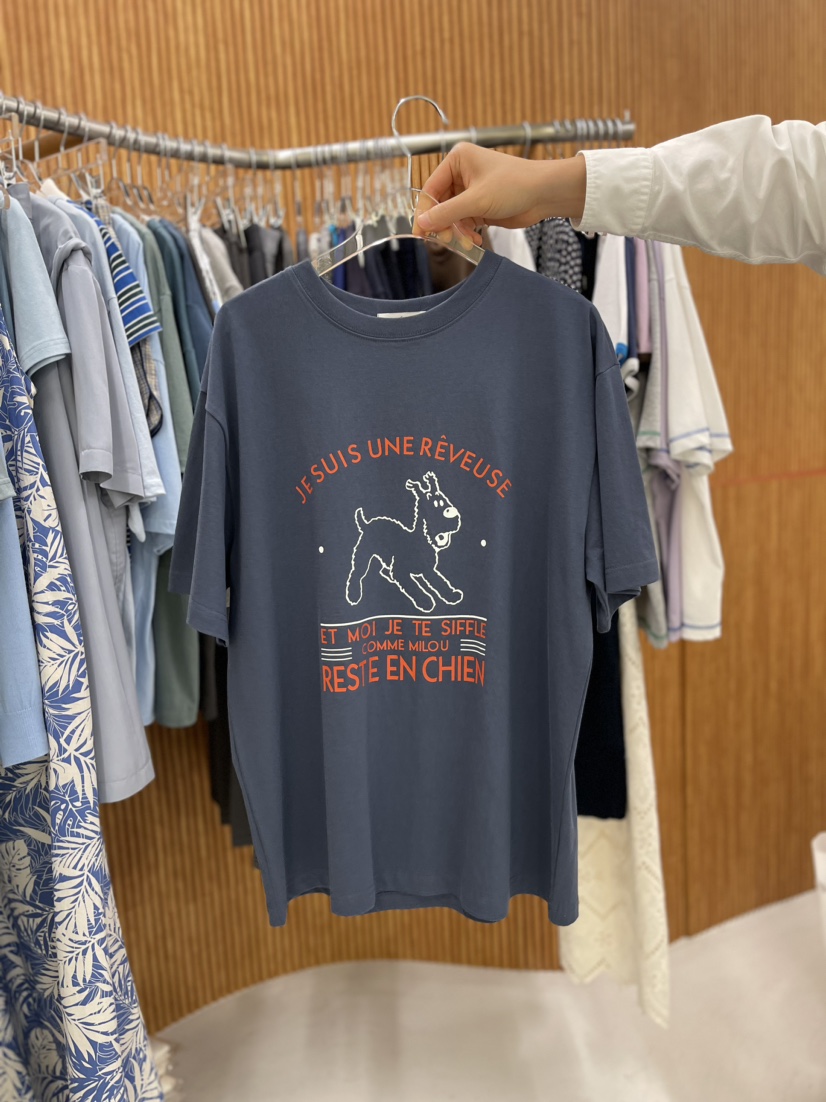 JE SUIS UNE RÊVEUSE
ET MOI JE TE SIFFLE
COMME MILOU
RESTE EN CHIEN